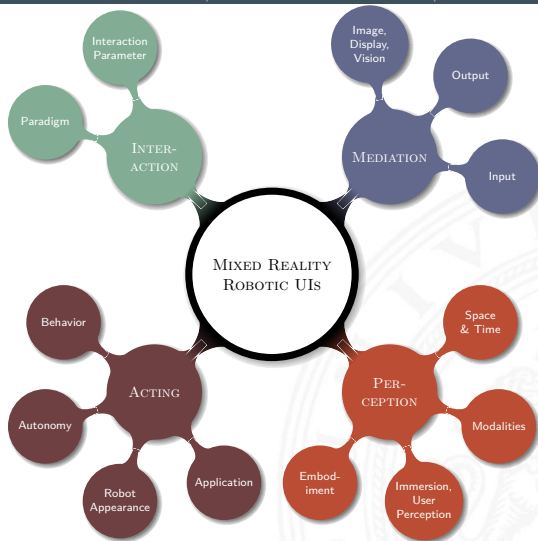 Interaction
Parameter
Paradigm
Inter-
action
Image,
Display,
Vision
Output
Mediation
Input
Mixed Reality
Robotic UIs
Behavior
Autonomy
Acting
Robot
Appearance
Application
Space
& Time
Per-
ception
Modalities
Embod-
iment
Immersion,
User
Perception